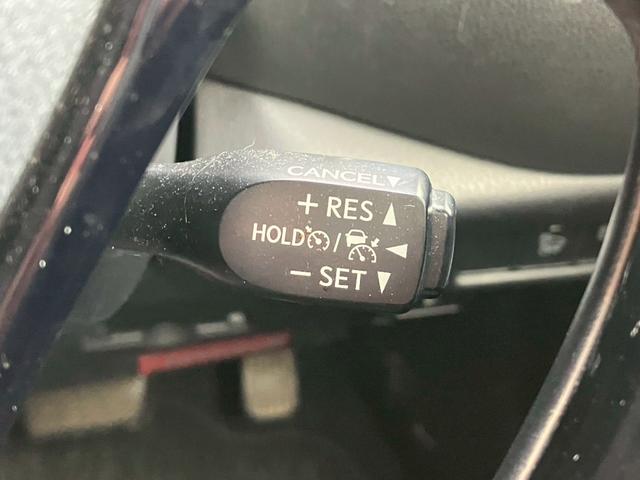 CANCEL▼
+ RES ▲
HOLD / ◀
− SET ▼